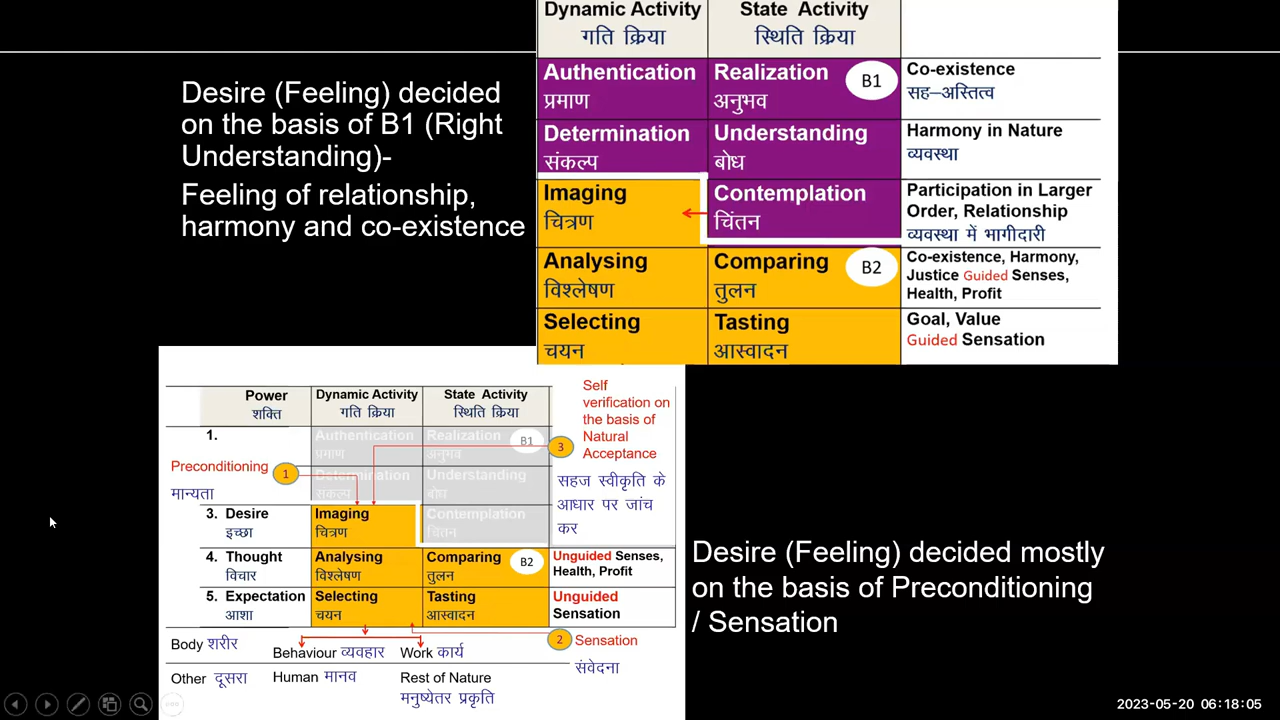 Desire (Feeling) decided
on the basis of B1 (Right
Understanding)-
Feeling of relationship,
harmony and co-existence
Dynamic Activity State Activity
गति क्रिया स्थिति क्रिया
Authentication Realization B1 Co-existence
प्रमाण अनुभव सह–अस्तित्व
Determination Understanding Harmony in Nature
संकल्प बोध व्यवस्था
Imaging Contemplation Participation in Larger
Order, Relationship
चित्रण चिंतन व्यवस्था में भागीदारी
Analysing Comparing B2 Co-existence, Harmony,
Justice Guided Senses,
विश्लेषण तुलन Health, Profit
Selecting Tasting Goal, Value
Guided Sensation
चयन आस्वादन
Power Dynamic Activity State Activity
शक्ति गति क्रिया स्थिति क्रिया
Self
verification on
the basis of
Natural
Acceptance
सहज स्वीकृति के
आधार पर जांच
कर
1. Authentication Realization B1 3
प्रमाण अनुभव
Preconditioning 1 Determination Understanding
मान्यता संकल्प बोध
3. Desire Imaging Contemplation
इच्छा चित्रण चिंतन
4. Thought Analysing Comparing B2 Unguided Senses,
Health, Profit
विचार विश्लेषण तुलन
5. Expectation Selecting Tasting Unguided
Sensation
आशा चयन आस्वादन
Body शरीर Behaviour व्यवहार Work कार्य 2 Sensation
संवेदना
Other दूसरा Human मानव Rest of Nature
मनुष्येतर प्रकृति
Desire (Feeling) decided mostly
on the basis of Preconditioning
/ Sensation
2023-05-20 06:18:05